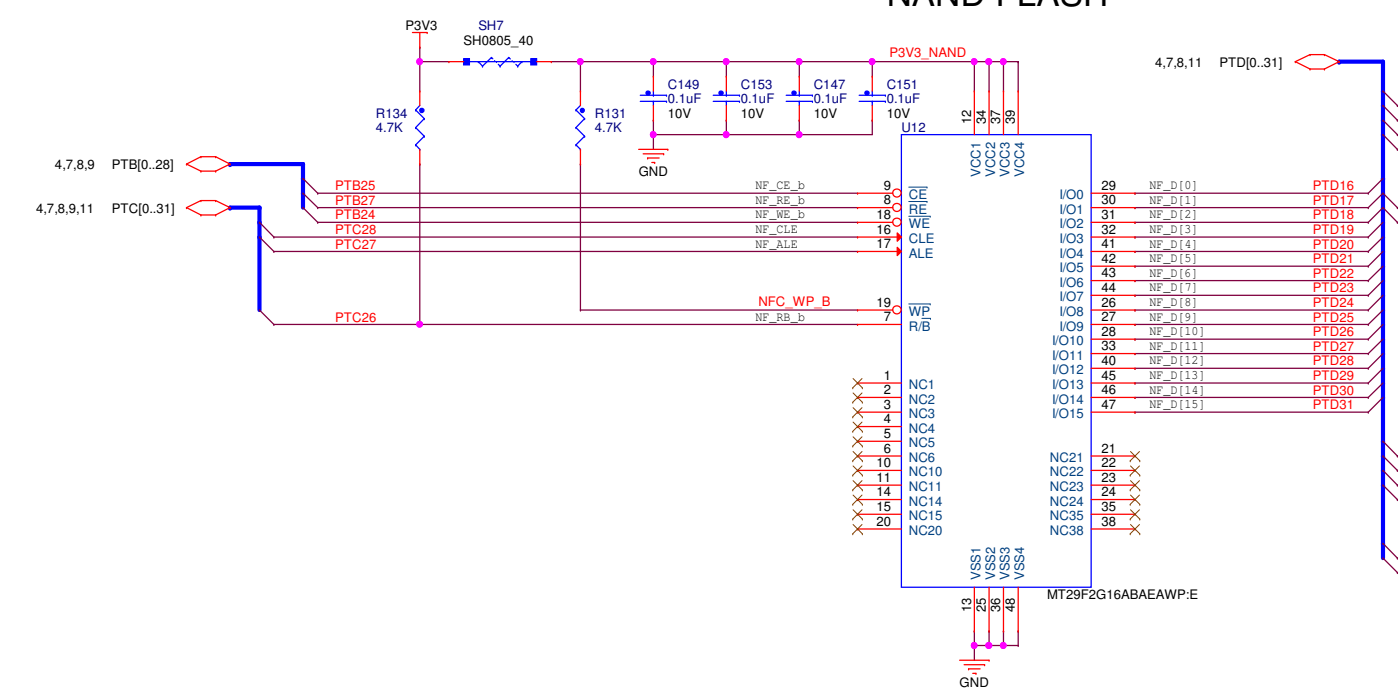 NAND FLASH
P3V3 SH7
SH0805_40
P3V3_NAND
4,7,8,11 PTD[0..31]
C149 C153 C147 C151
0.1uF 0.1uF 0.1uF 0.1uF
10V 10V 10V 10V
R134
4.7K
R131
4.7K
GND
U12
12 34 37 39
VCC1 VCC2 VCC3 VCC4
4,7,8,9 PTB[0..28]
4,7,8,9,11 PTC[0..31]
PTB25 NF_CE_b 9 CE
PTB27 NF_RE_b 8 RE
PTB24 NF_WE_b 18 WE
PTC28 NF_CLE 16 CLE
PTC27 NF_ALE 17 ALE
NFC_WP_B 19 WP
PTC26 NF_RB_b 7 R/B
I/O0 29 NF_D[0] PTD16
I/O1 30 NF_D[1] PTD17
I/O2 31 NF_D[2] PTD18
I/O3 32 NF_D[3] PTD19
I/O4 41 NF_D[4] PTD20
I/O5 42 NF_D[5] PTD21
I/O6 43 NF_D[6] PTD22
I/O7 44 NF_D[7] PTD23
I/O8 26 NF_D[8] PTD24
I/O9 27 NF_D[9] PTD25
I/O10 28 NF_D[10] PTD26
I/O11 33 NF_D[11] PTD27
I/O12 40 NF_D[12] PTD28
I/O13 45 NF_D[13] PTD29
I/O14 46 NF_D[14] PTD30
I/O15 47 NF_D[15] PTD31
1 NC1
2 NC2
3 NC3
4 NC4
5 NC5
6 NC6
10 NC10
11 NC11
14 NC14
15 NC15
20 NC20
NC21 21
NC22 22
NC23 23
NC24 24
NC35 35
NC38 38
VSS1 VSS2 VSS3 VSS4
13 25 36 48
MT29F2G16ABAEAWP:E
GND